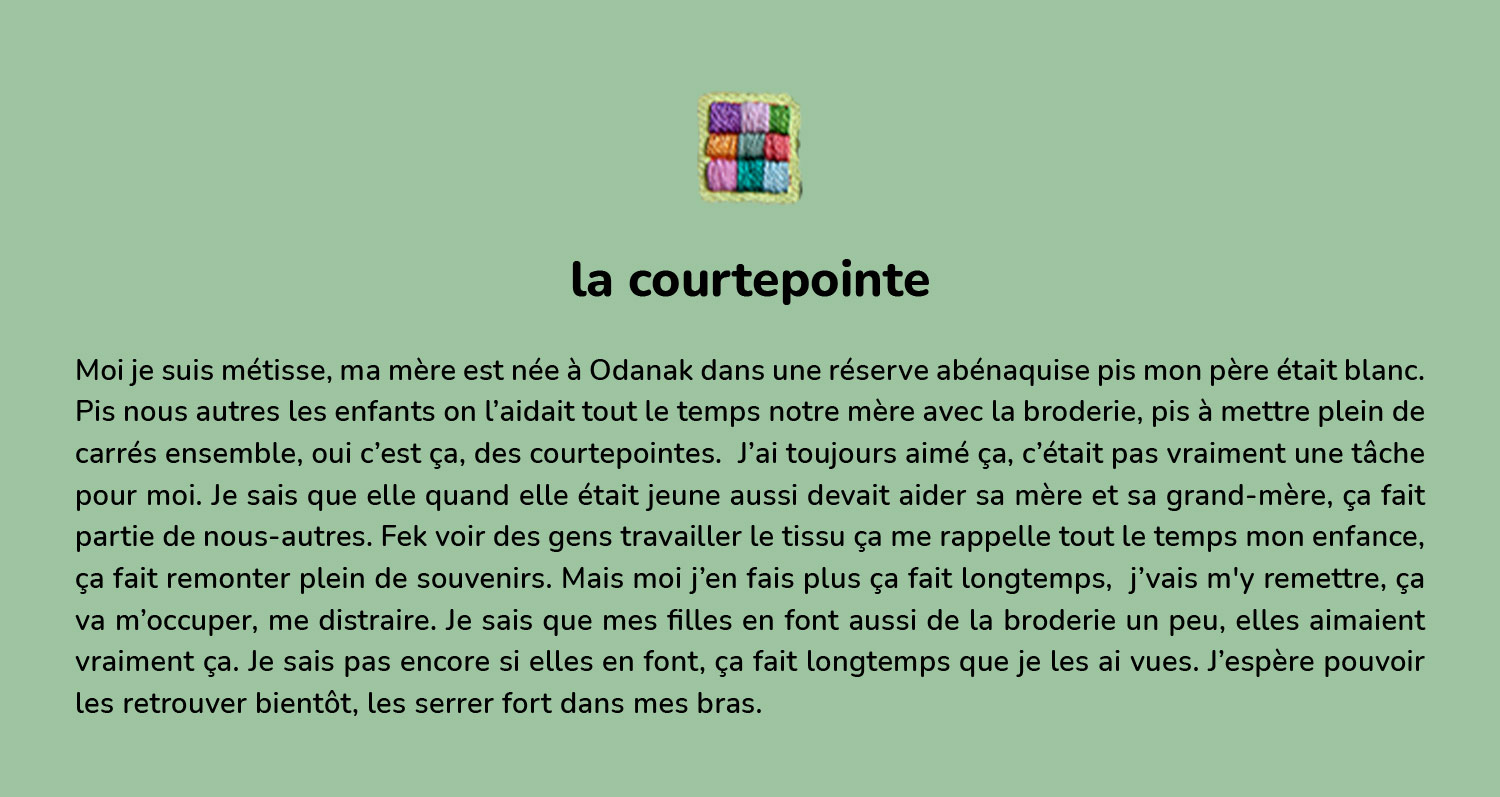 la courtepointe
Moi je suis métisse, ma mère est née à Odanak dans une réserve abénaquise pis mon père était blanc.
Pis nous autres les enfants on l’aidait tout le temps notre mère avec la broderie, pis à mettre plein de
carrés ensemble, oui c’est ça, des courtepointes.  J’ai toujours aimé ça, c’était pas vraiment une tâche
pour moi. Je sais que elle quand elle était jeune aussi devait aider sa mère et sa grand-mère, ça fait
partie de nous-autres. Fek voir des gens travailler le tissu ça me rappelle tout le temps mon enfance,
ça fait remonter plein de souvenirs. Mais moi j’en fais plus ça fait longtemps,  j’vais m'y remettre, ça
va m’occuper, me distraire. Je sais que mes filles en font aussi de la broderie un peu, elles aimaient
vraiment ça. Je sais pas encore si elles en font, ça fait longtemps que je les ai vues. J’espère pouvoir
les retrouver bientôt, les serrer fort dans mes bras.